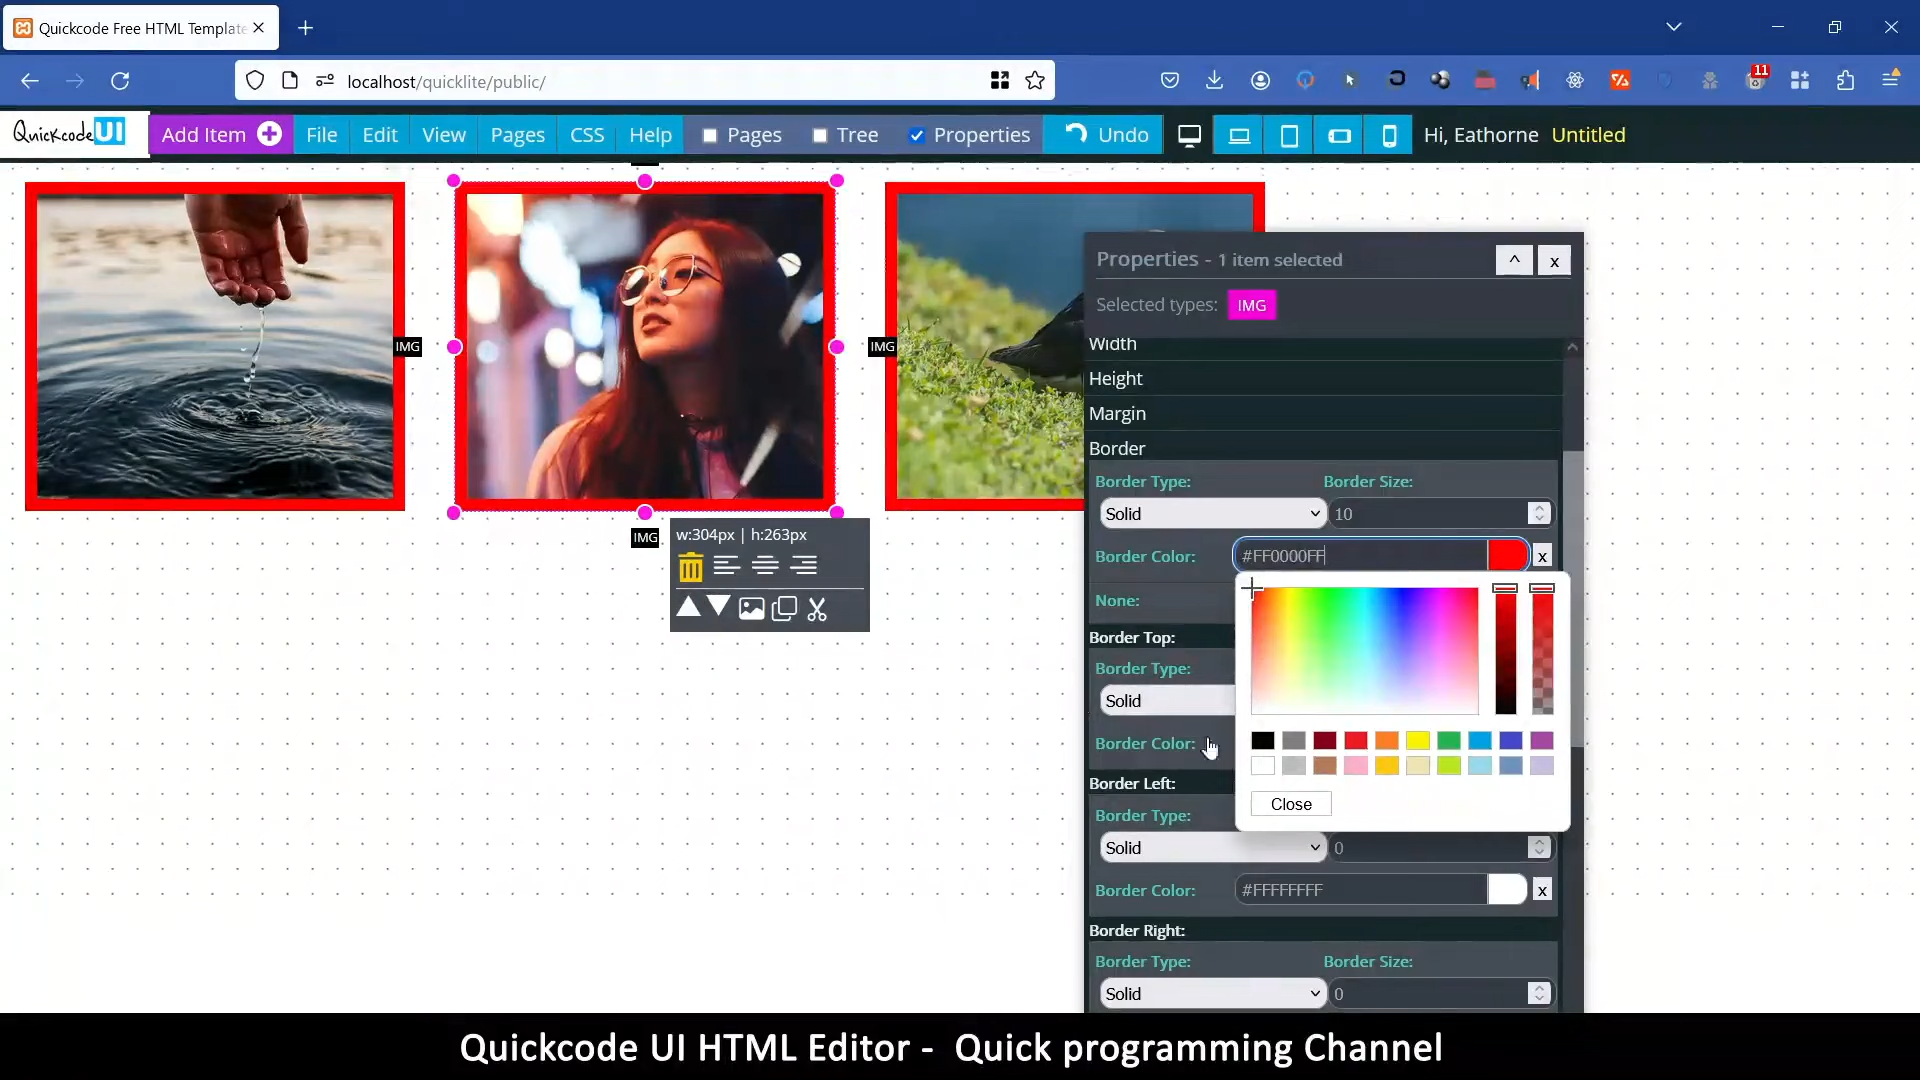 Quickcode Free HTML Template
localhost/quicklite/public/
11
Quickcode UI
Add Item
File
Edit
View
Pages
CSS
Help
Pages
Tree
Properties
Undo
Hi, Eathorne
Untitled
IMG
IMG
IMG
w:304px | h:263px
Properties - 1 item selected
^
x
Selected types:
IMG
Width
Height
Margin
Border
Border Type:
Border Size:
Solid
10
Border Color:
#FF0000FF
x
None:
Border Top:
Border Type:
Solid
Border Color:
Close
Border Left:
Border Type:
Solid
0
Border Color:
#FFFFFFFF
x
Border Right:
Border Type:
Border Size:
Solid
0
Quickcode UI HTML Editor - Quick programming Channel